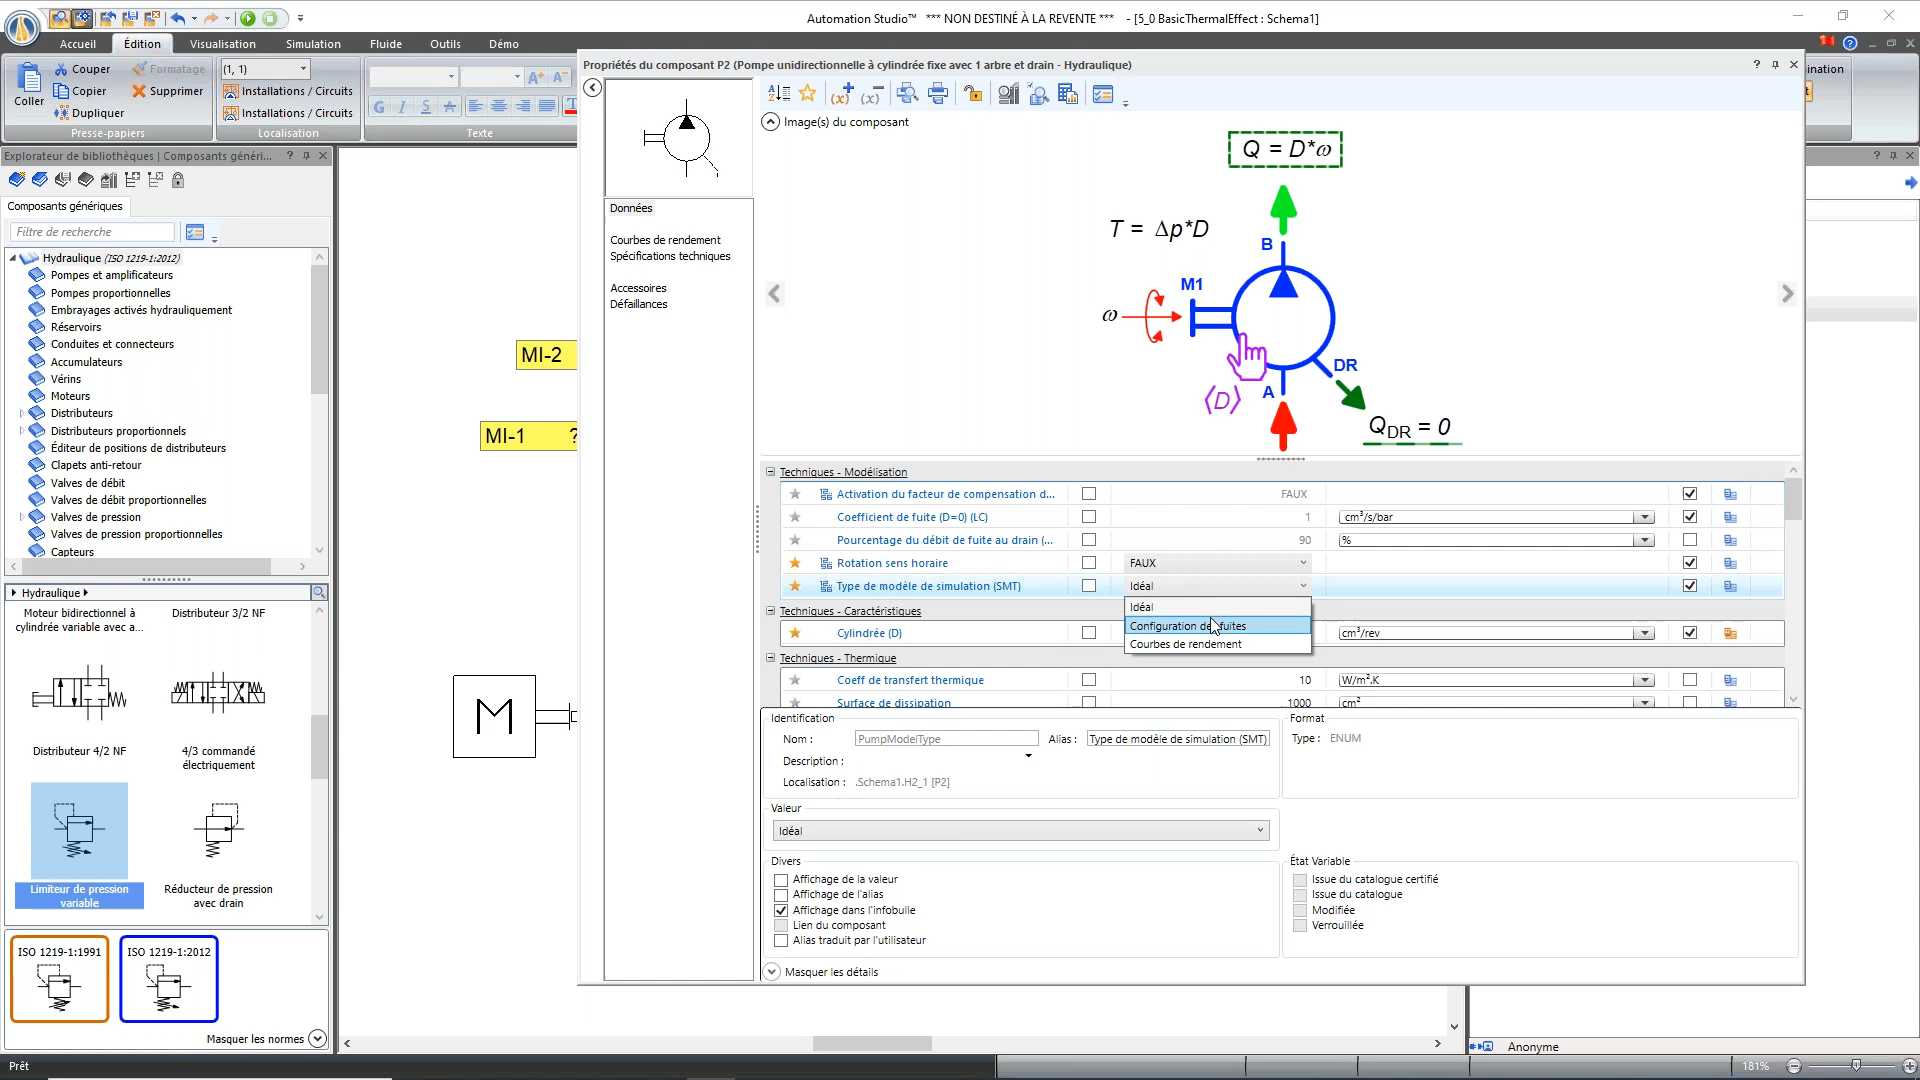 Automation Studio™ *** NON DESTINÉ À LA REVENTE *** - [5_0 BasicThermalEffect : Schema1]
Accueil
Édition
Visualisation
Simulation
Fluide
Outils
Démo
Coller
Couper
Copier
Dupliquer
Formatage
Supprimer
Presse-papiers
(1, 1)
Installations / Circuits
Installations / Circuits
Localisation
G I S A
Texte
Propriétés du composant P2 (Pompe unidirectionnelle à cylindrée fixe avec 1 arbre et drain - Hydraulique)
Explorateur de bibliothèques | Composants généri...
Composants génériques
Filtre de recherche
Hydraulique (ISO 1219-1:2012)
Pompes et amplificateurs
Pompes proportionnelles
Embrayages activés hydrauliquement
Réservoirs
Conduites et connecteurs
Accumulateurs
Vérins
Moteurs
Distributeurs
Distributeurs proportionnels
Éditeur de positions de distributeurs
Clapets anti-retour
Valves de débit
Valves de débit proportionnelles
Valves de pression
Valves de pression proportionnelles
Capteurs
Hydraulique
Moteur bidirectionnel à
cylindrée variable avec a...
Distributeur 3/2 NF
Distributeur 4/2 NF
4/3 commandé
électriquement
Limiteur de pression
variable
Réducteur de pression
avec drain
ISO 1219-1:1991
ISO 1219-1:2012
Masquer les normes
Prêt
MI-2
MI-1 ?
M
Données
Courbes de rendement
Spécifications techniques
Accessoires
Défaillances
Image(s) du composant
Q = D*ω
T = Δp*D
B
M1
ω
DR
A
⟨D⟩
QDR = 0
Techniques - Modélisation
Activation du facteur de compensation d... FAUX
Coefficient de fuite (D=0) (LC) 1 cm³/s/bar
Pourcentage du débit de fuite au drain (... 90 %
Rotation sens horaire FAUX
Type de modèle de simulation (SMT) Idéal
Idéal
Configuration de fuites
Courbes de rendement
Techniques - Caractéristiques
Cylindrée (D) cm³/rev
Techniques - Thermique
Coeff de transfert thermique 10 W/m².K
Surface de dissipation 1000 cm²
Identification
Nom : PumpModelType Alias : Type de modèle de simulation (SMT)
Description :
Localisation : .Schema1.H2_1 [P2]
Format
Type : ENUM
Valeur
Idéal
Divers
Affichage de la valeur
Affichage de l'alias
Affichage dans l'infobulle
Lien du composant
Alias traduit par l'utilisateur
État Variable
Issue du catalogue certifié
Issue du catalogue
Modifiée
Verrouillée
Masquer les détails
Anonyme
181%